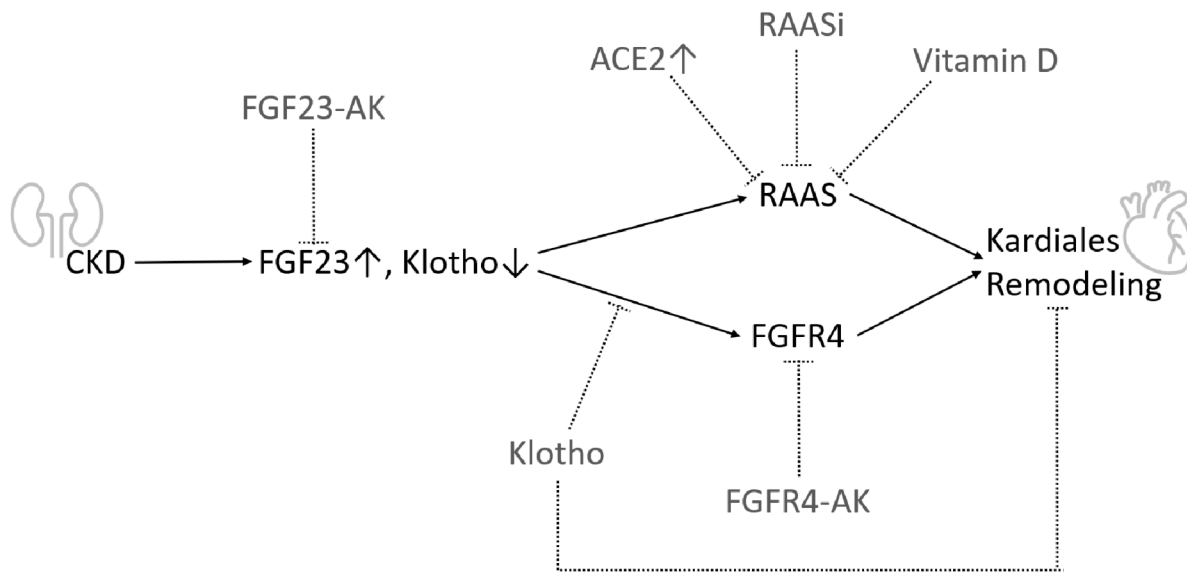 RAASi
ACE2↑
Vitamin D
FGF23-AK
RAAS
CKD
FGF23↑, Klotho↓
Kardiales
Remodeling
FGFR4
Klotho
FGFR4-AK